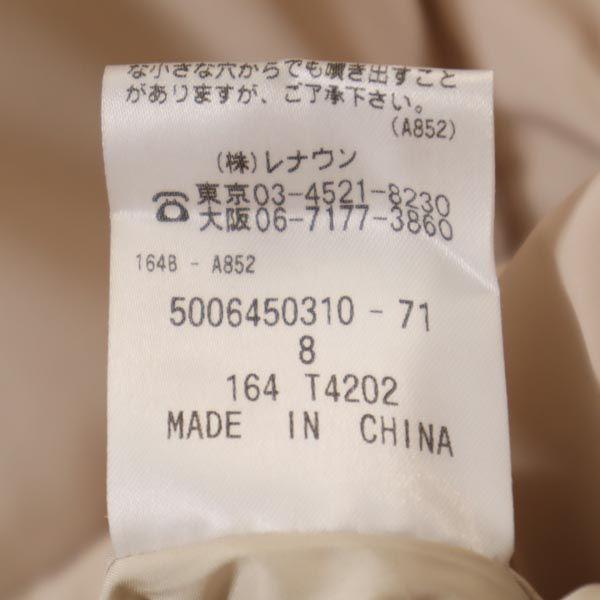 な小さな穴からでも噴き出すこと
がありますが、ご了承下さい。
(A852)
(株)レナウン
☎ 東京03-4521-8230
大阪06-7177-3860
164B - A852
5006450310 - 71
8
164 T4202
MADE IN CHINA